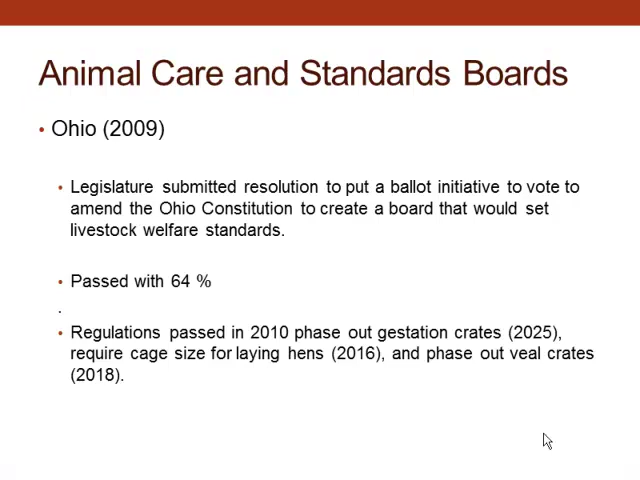 Animal Care and Standards Boards
• Ohio (2009)
• Legislature submitted resolution to put a ballot initiative to vote to
amend the Ohio Constitution to create a board that would set
livestock welfare standards.
• Passed with 64 %
.
• Regulations passed in 2010 phase out gestation crates (2025),
require cage size for laying hens (2016), and phase out veal crates
(2018).